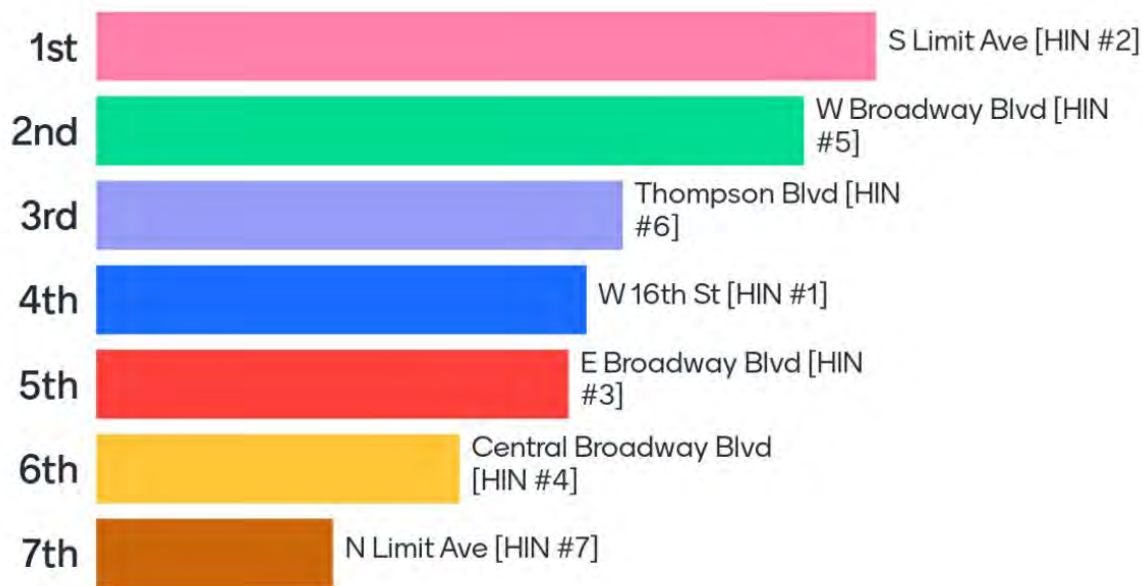 1st
S Limit Ave [HIN #2]
2nd
W Broadway Blvd [HIN
#5]
3rd
Thompson Blvd [HIN
#6]
4th
W 16th St [HIN #1]
5th
E Broadway Blvd [HIN
#3]
6th
Central Broadway Blvd
[HIN #4]
7th
N Limit Ave [HIN #7]